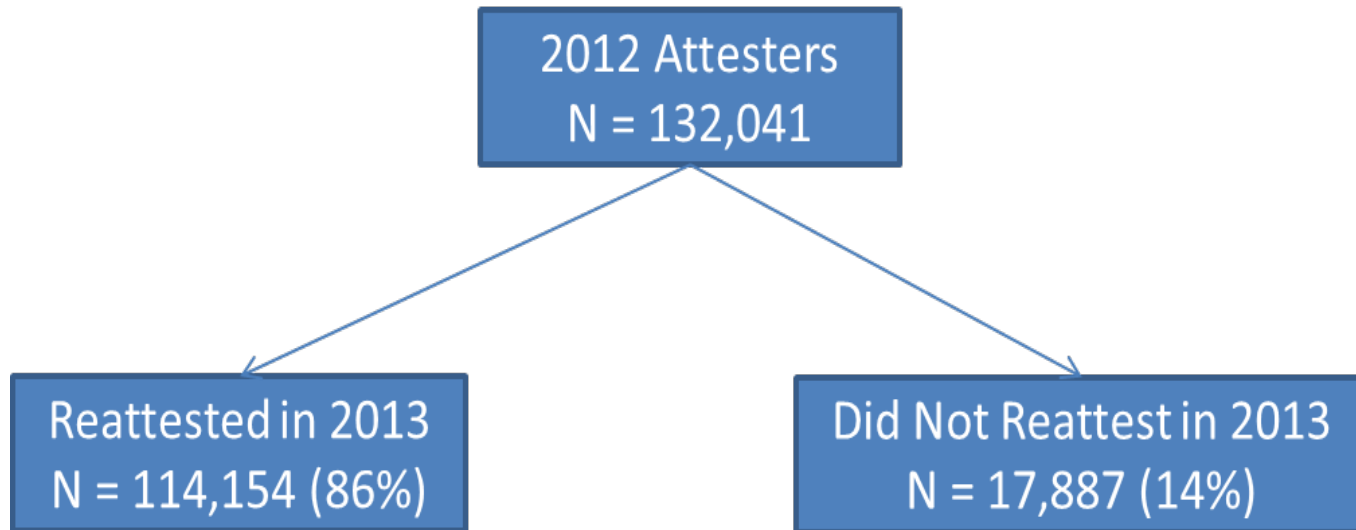 2012 Attesters
N = 132,041
Reattested in 2013
N = 114,154 (86%)
Did Not Reattest in 2013
N = 17,887 (14%)